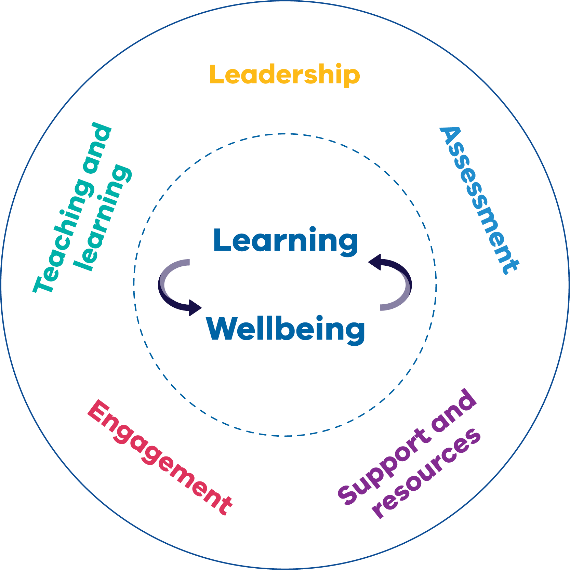 Leadership
Teaching and
learning
Assessment
Learning
Wellbeing
Engagement
Support and
resources